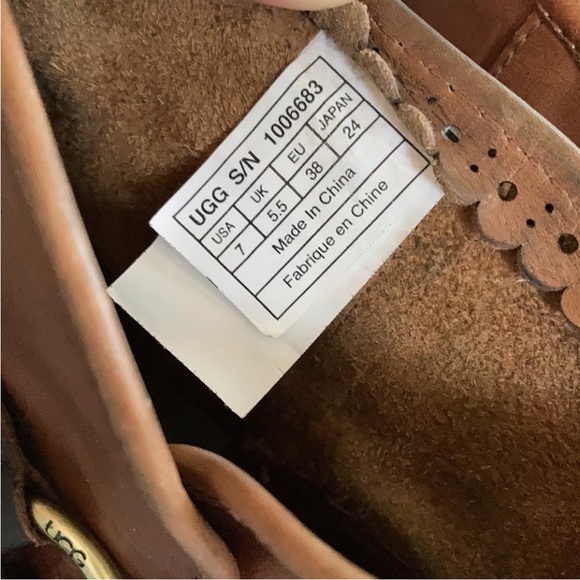 UGG S/N 1006683
USA UK EU JAPAN
7 5.5 38 24
Made In China
Fabrique en Chine
UGG